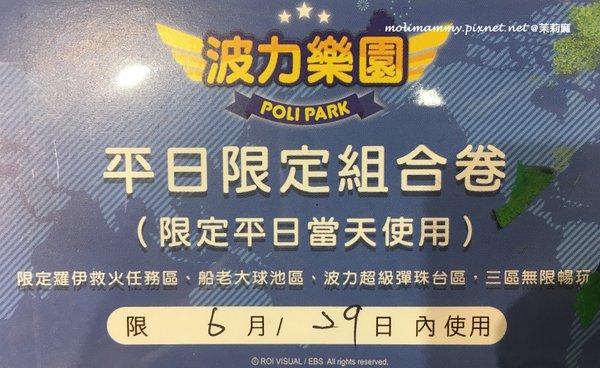 molimammy.pixnet.net @茉莉麻
波力樂園
POLI PARK
平日限定組合卷
(限定平日當天使用)
限定羅伊救火任務區、船老大球池區、波力超級彈珠台區,三區無限暢玩
限 6月/29日 內使用
© ROI VISUAL / EBS All rights reserved.